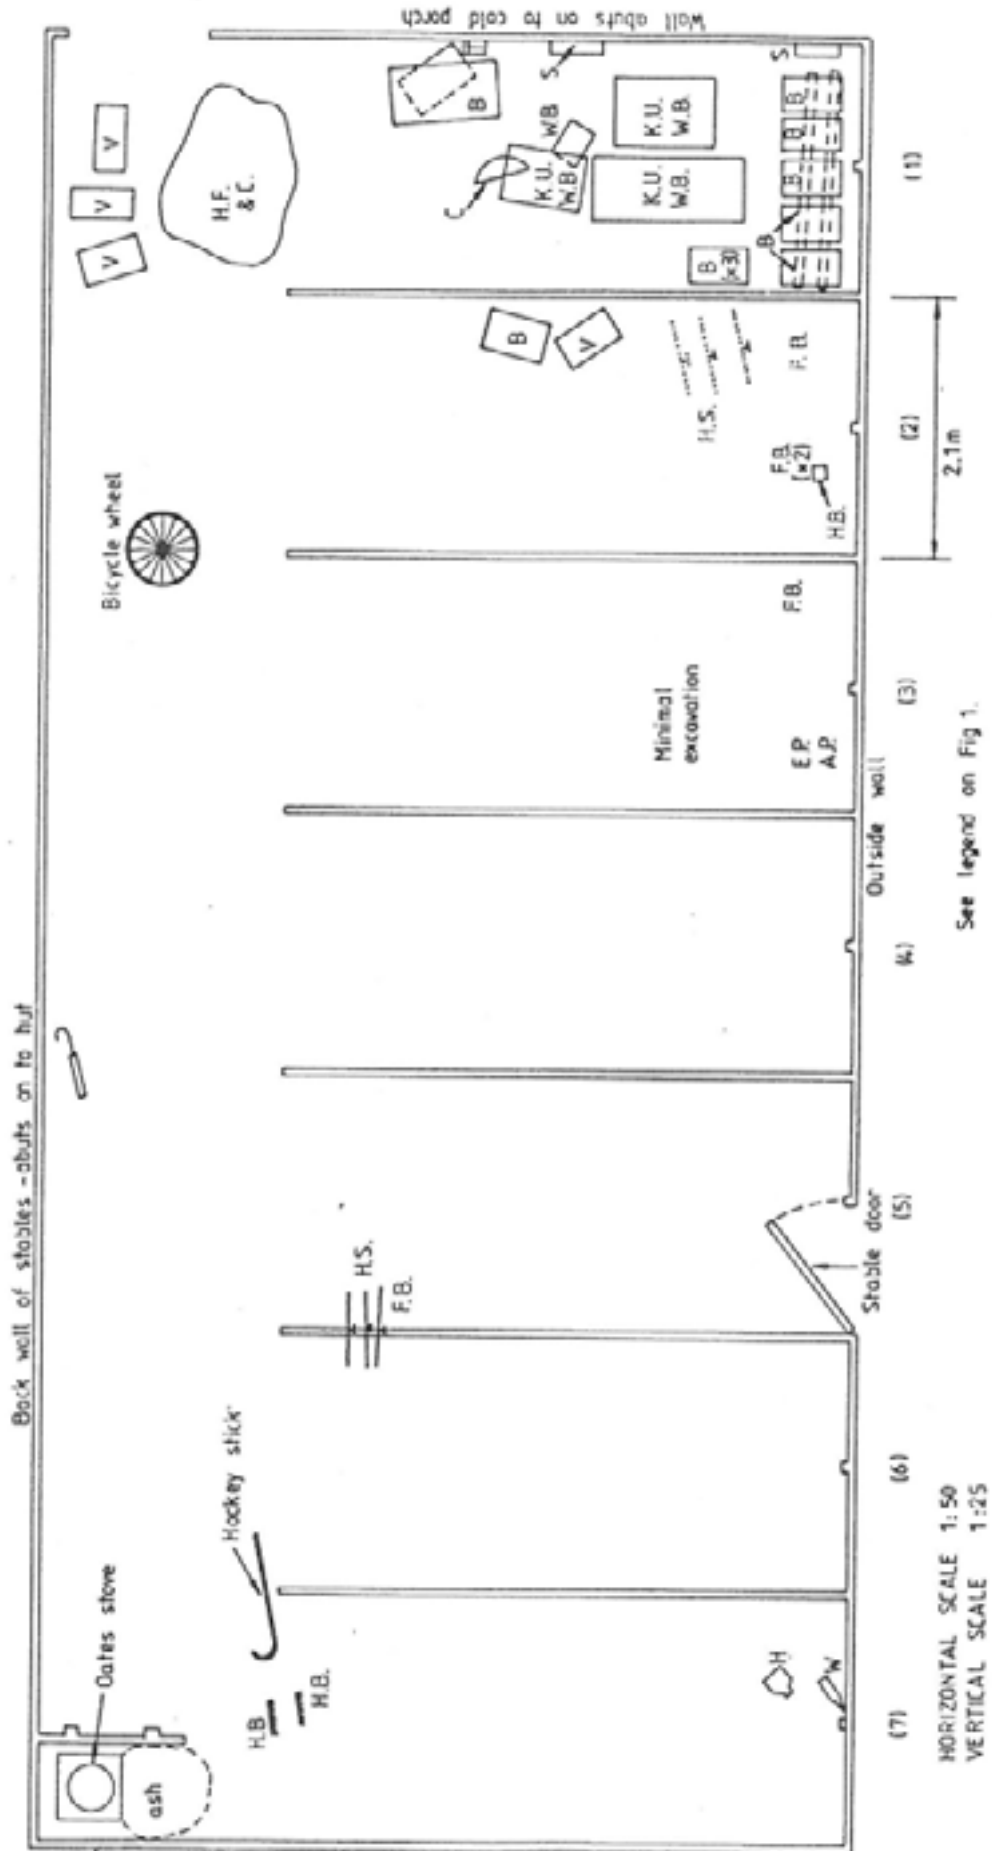 Back wall of stables - abuts on to hut
Wall abuts on to cold porch
Oates stove
ash
Hockey stick
H.B
H.B.
H.S.
F.B.
Bicycle wheel
V
V
V
H.F.
& C.
B
S
W.B
K.U.
W.B.
K.U.
W.B.
K.U.
W.B.
C
B
(x3)
S
B
B
B
B
B
V
H.S.
F.B.
F.B.
(x2)
H.B.
F.B.
Minimal
excavation
E.P.
A.P.
H
W
Stable door
Outside wall
(7)
(6)
(5)
(4)
(3)
(2)
(1)
2.1m
HORIZONTAL SCALE 1:50
VERTICAL SCALE 1:25
See legend on Fig 1.